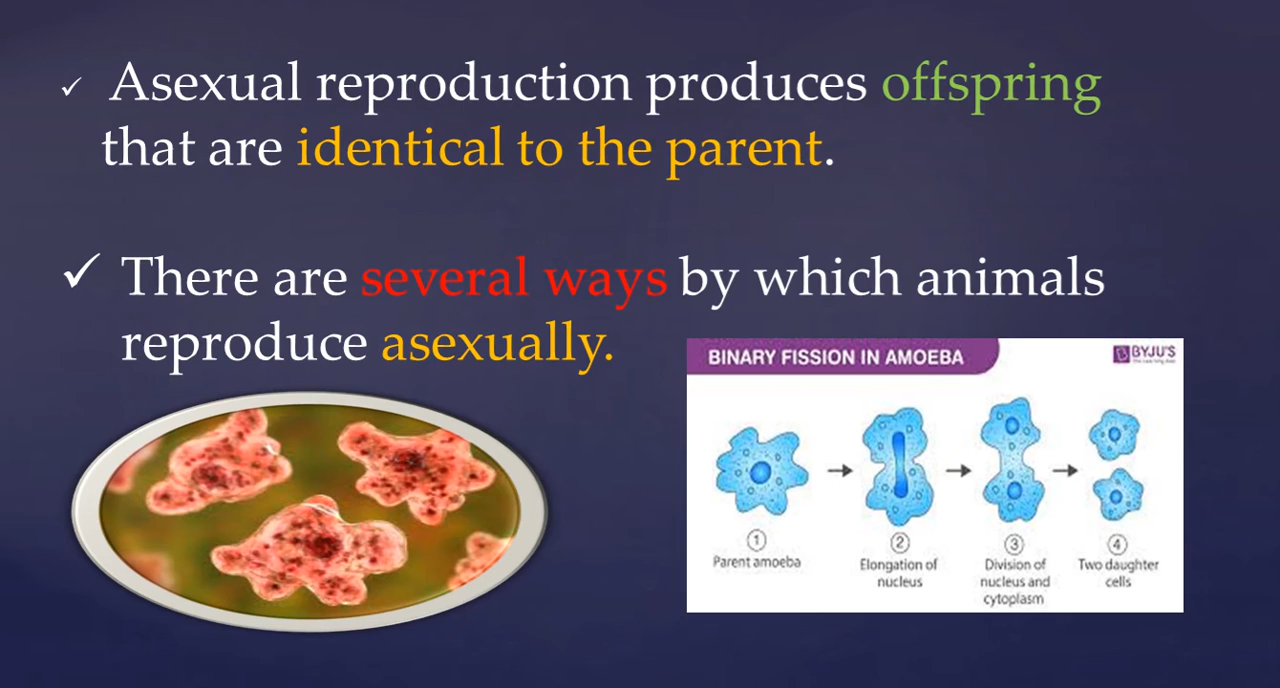 ✓ Asexual reproduction produces offspring
that are identical to the parent.
✓ There are several ways by which animals
reproduce asexually.
BINARY FISSION IN AMOEBA
BYJU'S
1
Parent amoeba
2
Elongation of
nucleus
3
Division of
nucleus and
cytoplasm
4
Two daughter
cells